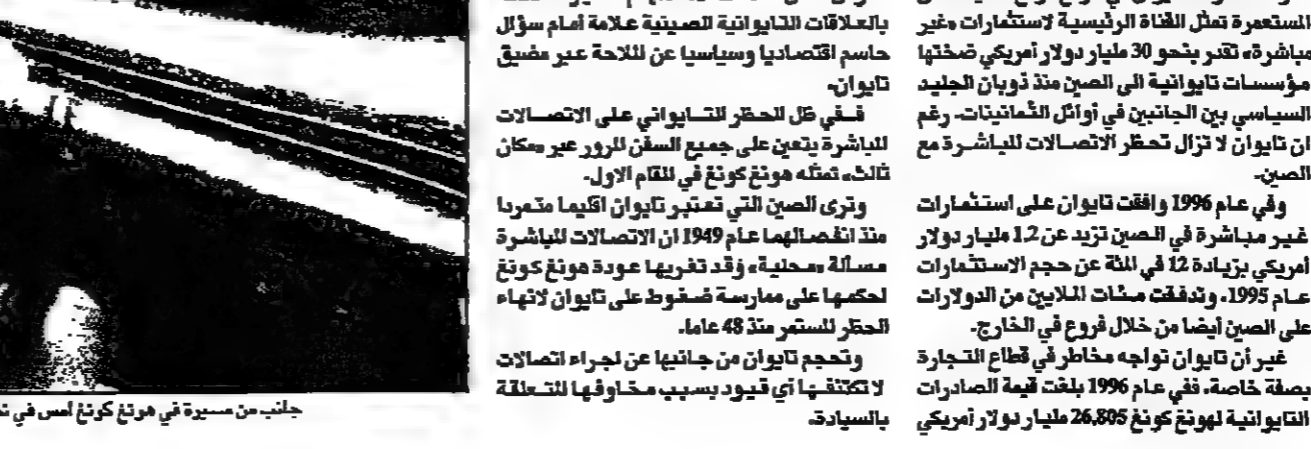 المستعمرة تمثل القناة الرئيسية لاستثمارات «غير
مباشرة» تقدر بنحو 30 مليار دولار أمريكي ضختها
مؤسسات تايوانية الى الصين منذ ذوبان الجليد
السياسي بين الجانبين في أوائل الثمانينات. رغم
ان تايوان لا تزال تحظر الاتصالات المباشرة مع
الصين.
وفي عام 1996 وافقت تايوان على استثمارات
غير مباشرة في الصين تزيد عن 1.2 مليار دولار
أمريكي بزيادة 12 في المئة عن حجم الاستثمارات
عام 1995. وتدفقت مئات الملايين من الدولارات
على الصين أيضا من خلال فروع في الخارج.
غير أن تايوان تواجه مخاطر في قطاع التجارة
بصفة خاصة. ففي عام 1996 بلغت قيمة الصادرات
التايوانية لهونغ كونغ 26,805 مليار دولار أمريكي
بالعلاقات التايوانية الصينية علامة أمام سؤال
حاسم اقتصاديا وسياسيا عن الملاحة عبر مضيق
تايوان.
ففي ظل الحظر التايواني على الاتصالات
المباشرة يتعين على جميع السفن المرور عبر «مكان
ثالث» تمثله هونغ كونغ في المقام الاول.
وترى الصين التي تعتبر تايوان اقليما متمردا
منذ انفصالهما عام 1949 ان الاتصالات المباشرة
مسألة «محلية» وقد تغريها عودة هونغ كونغ
لحكمها على ممارسة ضغوط على تايوان لانهاء
الحظر المستمر منذ 48 عاما.
وتحجم تايوان من جانبها عن اجراء اتصالات
لا تكتنفها أي قيود بسبب مخاوفها المتعلقة
بالسيادة.
جانب من مسيرة في هونغ كونغ أمس في